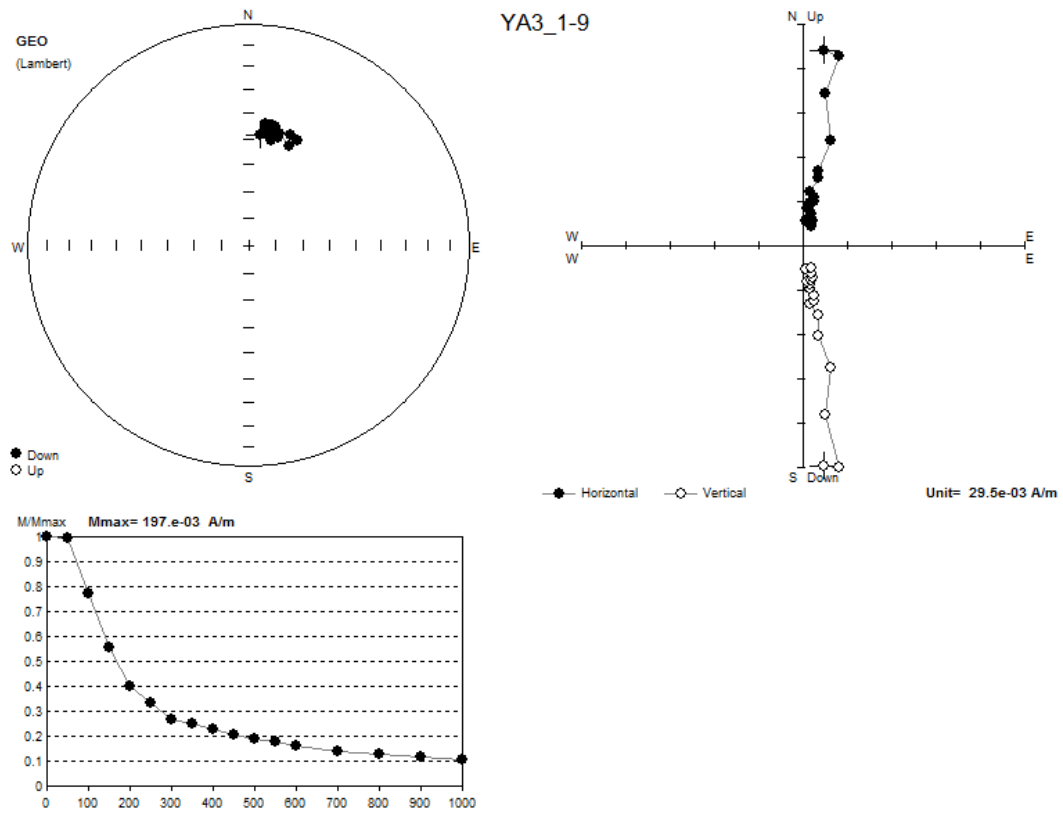 YA3_1-9
GEO
(Lambert)
N
W
E
S
Down
Up
N Up
W
E
W
E
S Down
Horizontal
Vertical
Unit= 29.5e-03 A/m
M/Mmax
Mmax= 197.e-03 A/m
1
0.9
0.8
0.7
0.6
0.5
0.4
0.3
0.2
0.1
0
0 100 200 300 400 500 600 700 800 900 1000